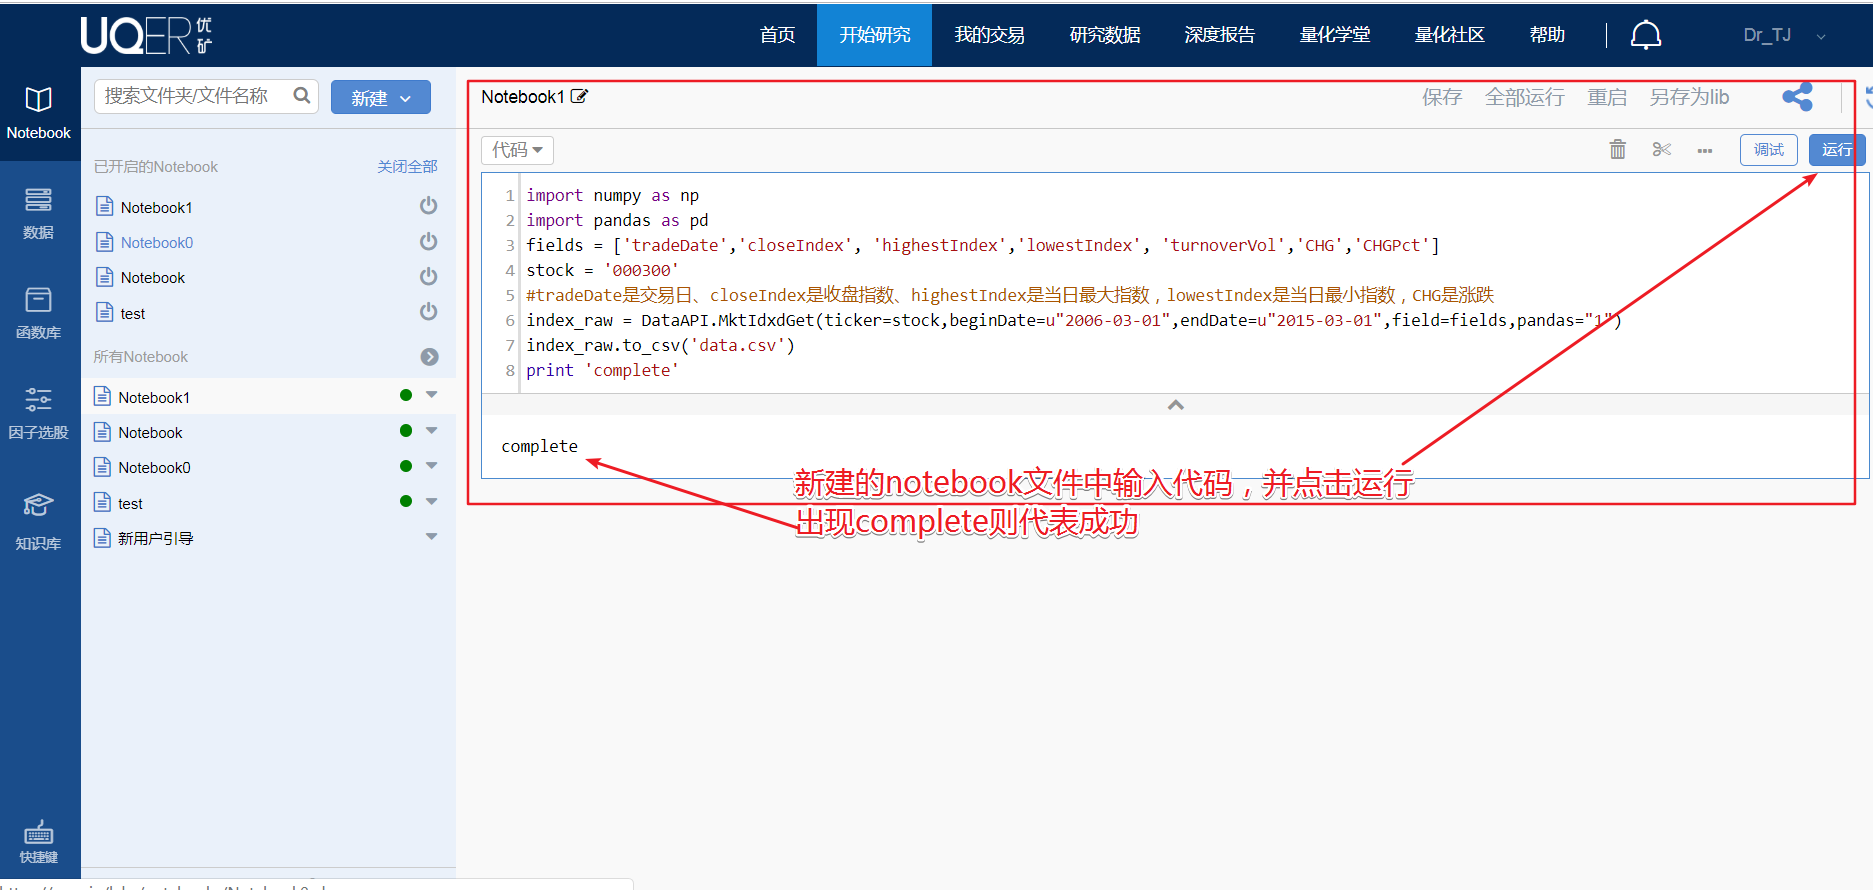 UQER 优矿
首页 开始研究 我的交易 研究数据 深度报告 量化学堂 量化社区 帮助 Dr_TJ
Notebook
数据
函数库
因子选股
知识库
快捷键
搜索文件夹/文件名称 新建
已开启的Notebook 关闭全部
Notebook1
Notebook0
Notebook
test
所有Notebook
Notebook1
Notebook
Notebook0
test
新用户引导
Notebook1 保存 全部运行 重启 另存为lib
代码 调试 运行
1 import numpy as np
2 import pandas as pd
3 fields = ['tradeDate','closeIndex', 'highestIndex','lowestIndex', 'turnoverVol','CHG','CHGPct']
4 stock = '000300'
5 #tradeDate是交易日、closeIndex是收盘指数、highestIndex是当日最大指数，lowestIndex是当日最小指数，CHG是涨跌
6 index_raw = DataAPI.MktIdxdGet(ticker=stock,beginDate=u"2006-03-01",endDate=u"2015-03-01",field=fields,pandas="1")
7 index_raw.to_csv('data.csv')
8 print 'complete'
complete
新建的notebook文件中输入代码，并点击运行
出现complete则代表成功